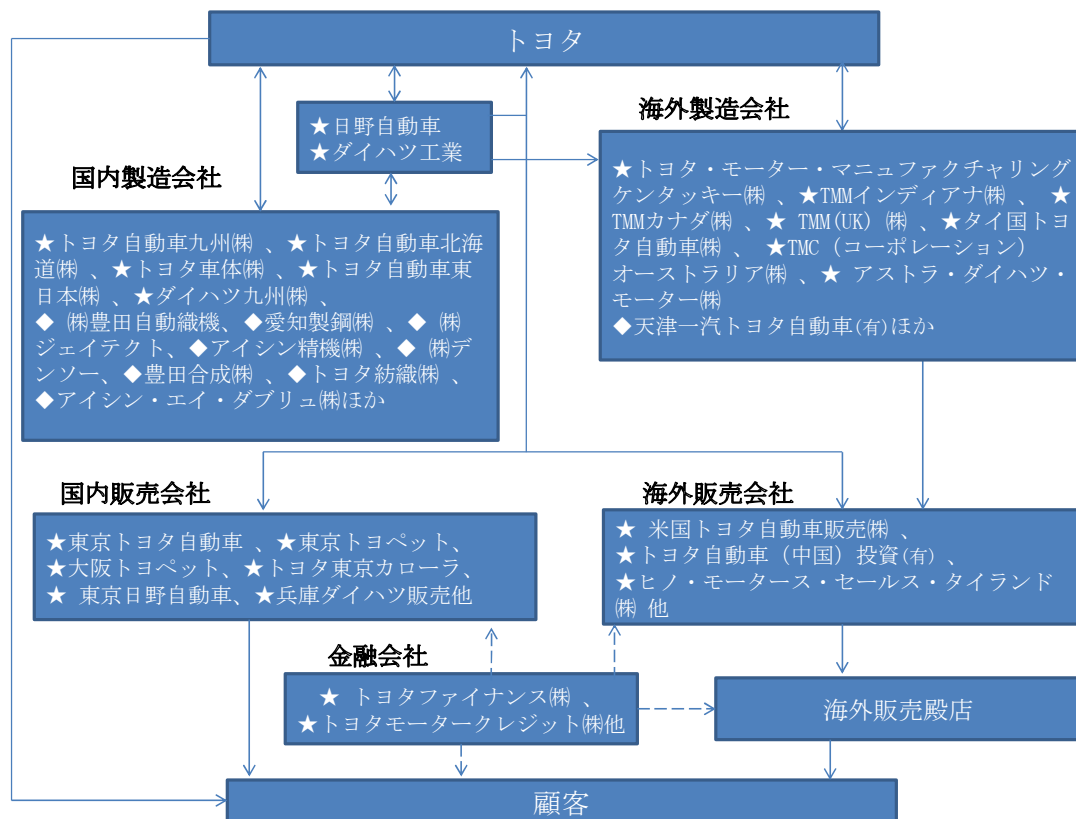 トヨタ
★日野自動車
★ダイハツ工業
海外製造会社
国内製造会社
★トヨタ・モーター・マニュファクチャリング
ケンタッキー㈱ 、★TMMインディアナ㈱ 、 ★
TMMカナダ㈱ 、★ TMM(UK) ㈱ 、★タイ国トヨ
タ自動車㈱ 、★TMC (コーポレーション)
オーストラリア㈱ 、★ アストラ・ダイハツ・
モーター㈱
◆天津一汽トヨタ自動車(有)ほか
★トヨタ自動車九州㈱ 、★トヨタ自動車北海
道㈱ 、★トヨタ車体㈱ 、★トヨタ自動車東
日本㈱ 、★ダイハツ九州㈱ 、
◆ ㈱豊田自動織機、◆愛知製鋼㈱ 、◆ ㈱
ジェイテクト、◆アイシン精機㈱ 、◆ ㈱デ
ンソー、◆豊田合成㈱ 、◆トヨタ紡織㈱ 、
◆アイシン・エイ・ダブリュ㈱ほか
国内販売会社
★東京トヨタ自動車 、★東京トヨペット、
★大阪トヨペット、★トヨタ東京カローラ、
★ 東京日野自動車、★兵庫ダイハツ販売他
海外販売会社
★ 米国トヨタ自動車販売㈱ 、
★トヨタ自動車 (中国) 投資(有) 、
★ヒノ・モータース・セールス・タイランド
㈱ 他
金融会社
★ トヨタファイナンス㈱ 、
★トヨタモータークレジット㈱他
海外販売殿店
顧客